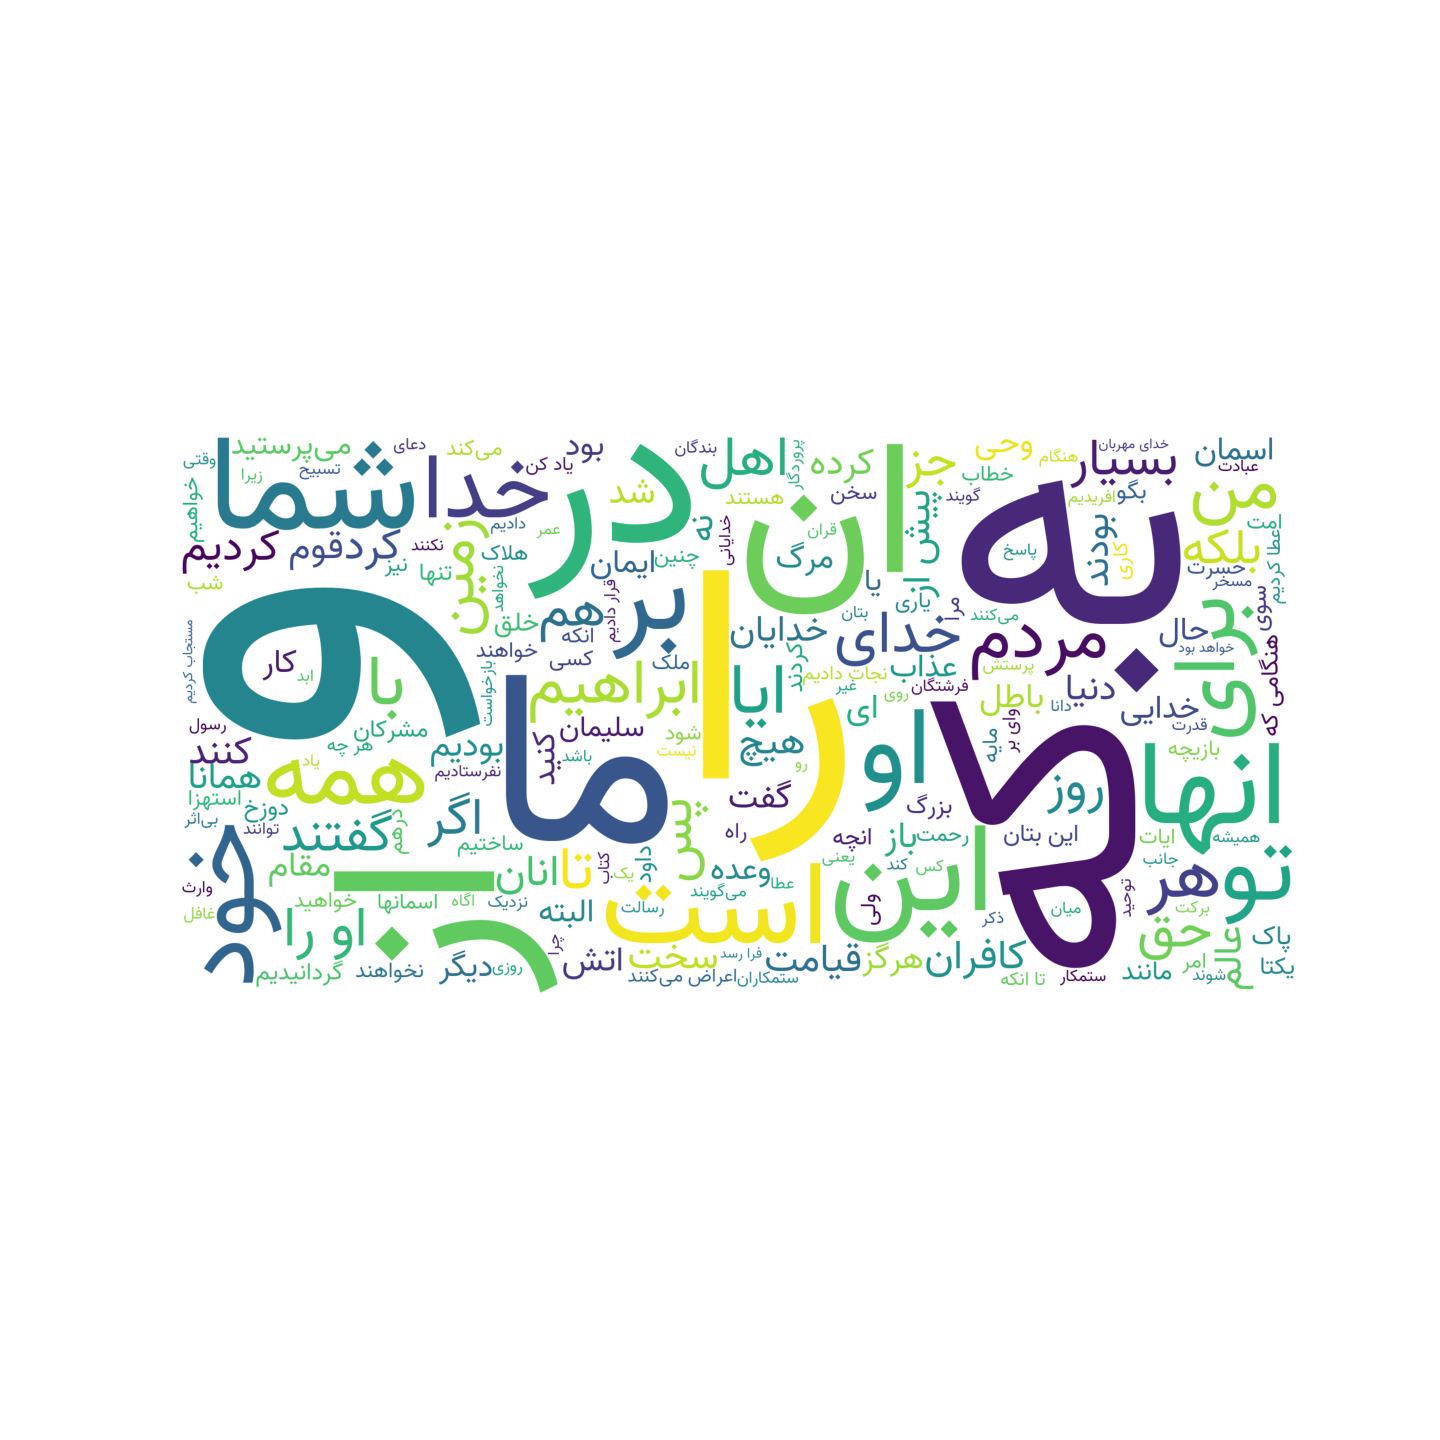 به
که
و
را
ما
ان
در
از
شما
خدا
است
این
او
انها
همه
خود
بر
برای
تو
هر
مردم
خدای
ابراهیم
ایا
هم
با
تا
پس
اگر
گفتند
انان
او را
اهل
جز
کرده
وحی
بسیار
اسمان
من
بلکه
بود
شد
می‌پرستید
کردیم
کرد
قوم
زمین
ایمان
خدایان
عذاب
هیچ
روز
باطل
دنیا
خدایی
حال
حق
عالم
کافران
هرگز
قیامت
سخت
اتش
دیگر
البته
وعده
باز
گفت
سلیمان
بودیم
همانا
کنند
کار
مقام
دوزخ
استهزا
مشرکان
هر چه
رسول
یاد
ابد
کنید
نه
یا
ای
پیش از
بودند
مرگ
قران
پاسخ
بگو
کاری
افریدیم
گویند
سخن
هستند
خطاب
هنگام
خدای مهربان
عبادت
امت
عطا کردیم
حسرت
مسخر
سوی
هنگامی که
خواهد بود
دانا
قدرت
بازیچه
وای بر
مایه
فرشتگان
پرستش
نجات دادیم
غیر
روی
رو
کردند
ملک
کسی
انکه
خلق
خواهند
بازخواست
نفرستادیم
شود
نیست
باشد
ساختیم
راه
بزرگ
انچه
رحمت
این بتان
ایات
جانب
همیشه
کس
کند
یعنی
عطا
می‌گویند
رسالت
داود
یک
کتاب
درهم
توانند
بی‌اثر
وارث
غافل
خواهید
اسمانها
اگاه
نزدیک
چرا
روزی
نخواهند
گردانیدیم
فرا رسد
اعراض می‌کنند
ستمکاران
ولی
ذکر
میان
توحید
برکت
پاک
یکتا
امر
شوند
مانند
ستمکار
تا انکه
می‌کنند
مرا
یاری
بتان
خدایانی
پروردگار
بندگان
یاد کن
می‌کند
دعای
تسبیح
زیرا
وقتی
خواهیم
شب
نیز
تنها
نکنند
دادیم
هلاک
عمر
چنین
نخواهد
قرار دادیم
مستجاب کردیم